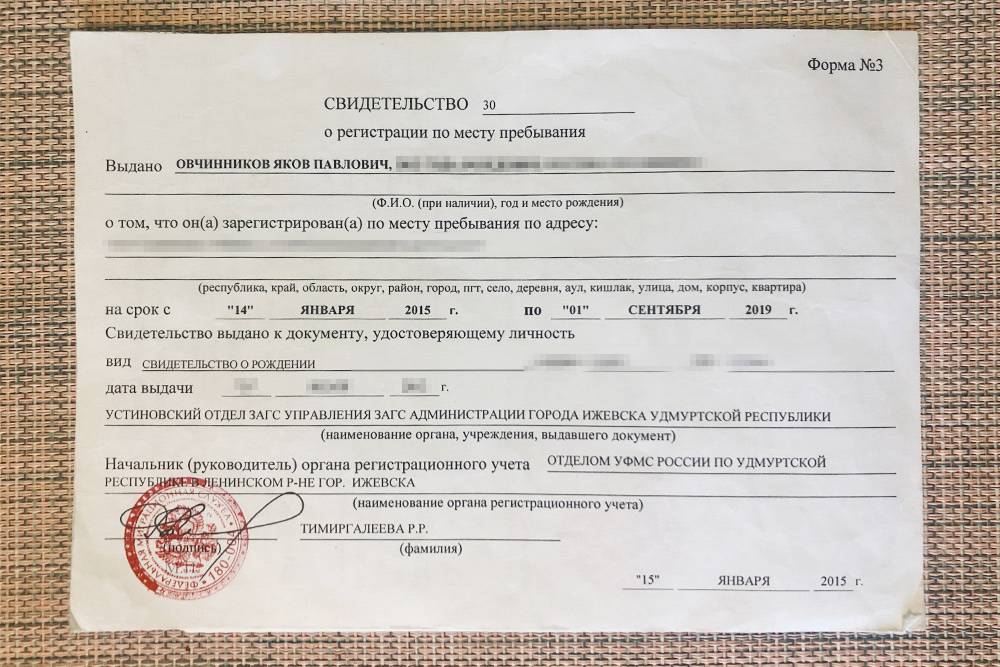 Форма №3
СВИДЕТЕЛЬСТВО 30
о регистрации по месту пребывания
Выдано ОВЧИННИКОВ ЯКОВ ПАВЛОВИЧ,
(Ф.И.О. (при наличии), год и место рождения)
о том, что он(а) зарегистрирован(а) по месту пребывания по адресу:
(республика, край, область, округ, район, город, пгт, село, деревня, аул, кишлак, улица, дом, корпус, квартира)
на срок с "14" ЯНВАРЯ 2015 г. по "01" СЕНТЯБРЯ 2019 г.
Свидетельство выдано к документу, удостоверяющему личность
вид СВИДЕТЕЛЬСТВО О РОЖДЕНИИ
дата выдачи г.
УСТИНОВСКИЙ ОТДЕЛ ЗАГС УПРАВЛЕНИЯ ЗАГС АДМИНИСТРАЦИИ ГОРОДА ИЖЕВСКА УДМУРТСКОЙ РЕСПУБЛИКИ
(наименование органа, учреждения, выдавшего документ)
Начальник (руководитель) органа регистрационного учета ОТДЕЛОМ УФМС РОССИИ ПО УДМУРТСКОЙ
РЕСПУБЛИКЕ В ЛЕНИНСКОМ Р-НЕ ГОР. ИЖЕВСКА
(наименование органа регистрационного учета)
ФЕДЕРАЛЬНАЯ МИГРАЦИОННАЯ СЛУЖБА
ТИМИРГАЛЕЕВА Р.Р.
(подпись) (фамилия)
"15" ЯНВАРЯ 2015 г.